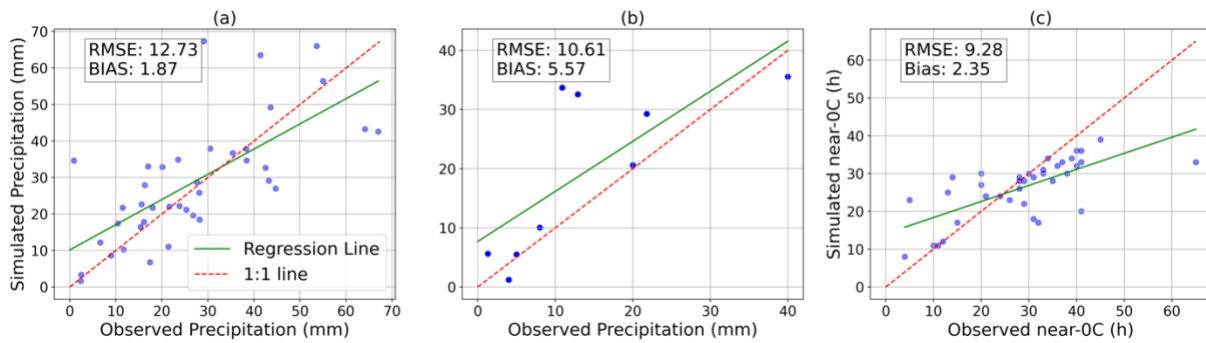 (a)
RMSE: 12.73
BIAS: 1.87
Simulated Precipitation (mm)
70
60
50
40
30
20
10
0
Regression Line
1:1 line
0 10 20 30 40 50 60 70
Observed Precipitation (mm)
(b)
RMSE: 10.61
BIAS: 5.57
40
30
20
10
0
0 10 20 30 40
Observed Precipitation (mm)
(c)
RMSE: 9.28
Bias: 2.35
Simulated near-0C (h)
60
50
40
30
20
10
0
0 20 40 60
Observed near-0C (h)